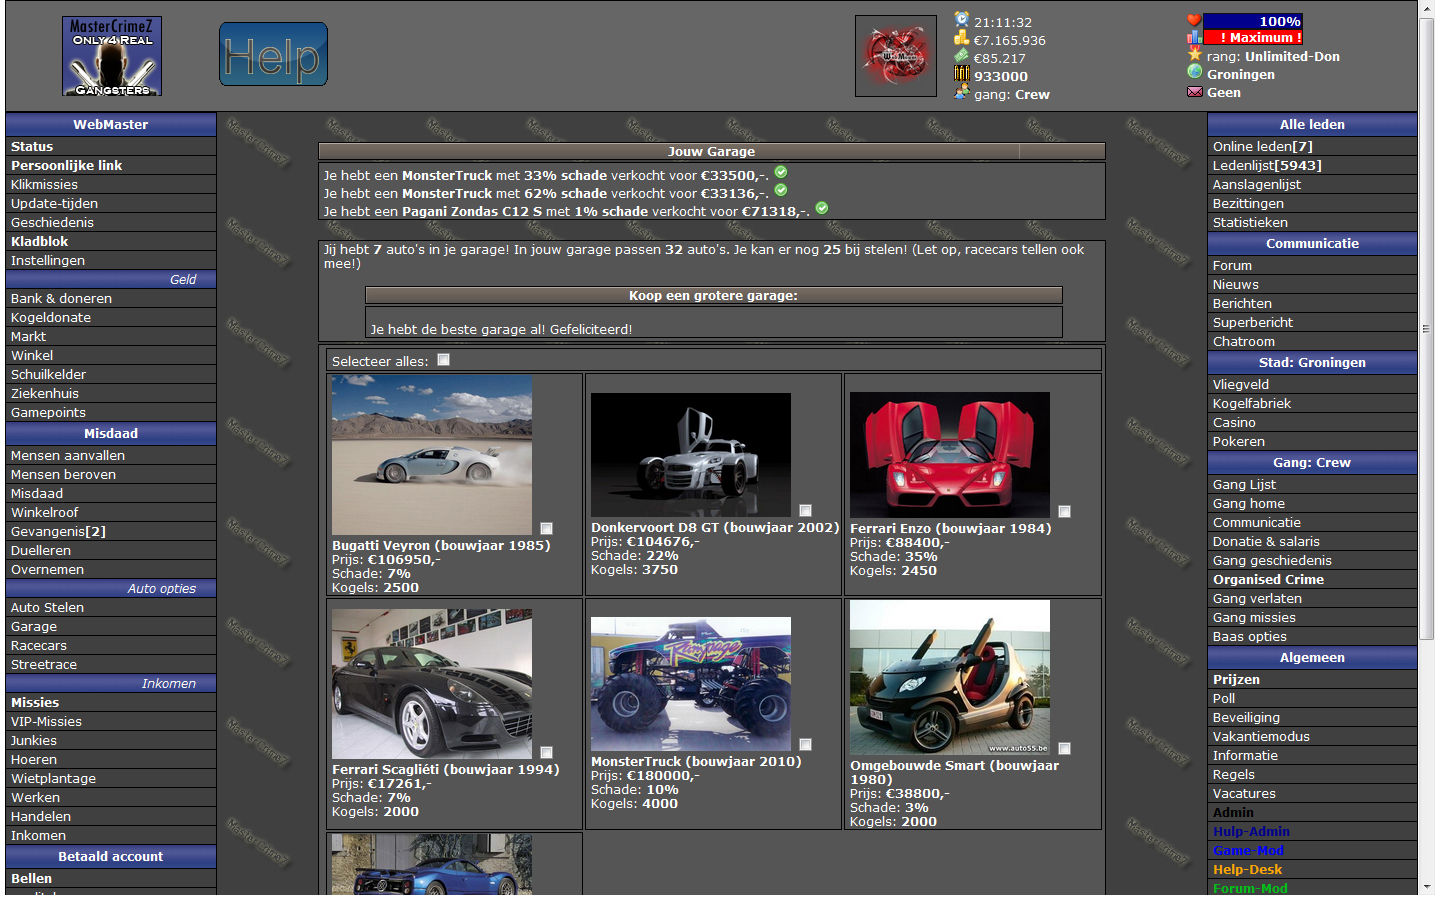 MasterCrimeZ
ONLY 4 REAL
GANGSTERS
Help
21:11:32
€7.165.936
€85.217
933000
gang: Crew
100%
! Maximum !
rang: Unlimited-Don
Groningen
Geen
WebMaster
Status
Persoonlijke link
Klikmissies
Update-tijden
Geschiedenis
Kladblok
Instellingen
Geld
Bank & doneren
Kogeldonate
Markt
Winkel
Schuilkelder
Ziekenhuis
Gamepoints
Misdaad
Mensen aanvallen
Mensen beroven
Misdaad
Winkelroof
Gevangenis[2]
Duelleren
Overnemen
Auto opties
Auto Stelen
Garage
Racecars
Streetrace
Inkomen
Missies
VIP-Missies
Junkies
Hoeren
Wietplantage
Werken
Handelen
Inkomen
Betaald account
Bellen
Jouw Garage
Je hebt een MonsterTruck met 33% schade verkocht voor €33500,-.
Je hebt een MonsterTruck met 62% schade verkocht voor €33136,-.
Je hebt een Pagani Zondas C12 S met 1% schade verkocht voor €71318,-.
Jij hebt 7 auto's in je garage! In jouw garage passen 32 auto's. Je kan er nog 25 bij stelen! (Let op, racecars tellen ook
mee!)
Koop een grotere garage:
Je hebt de beste garage al! Gefeliciteerd!
Selecteer alles:
Bugatti Veyron (bouwjaar 1985)
Prijs: €106950,-
Schade: 7%
Kogels: 2500
Donkervoort D8 GT (bouwjaar 2002)
Prijs: €104676,-
Schade: 22%
Kogels: 3750
Ferrari Enzo (bouwjaar 1984)
Prijs: €88400,-
Schade: 35%
Kogels: 2450
Ferrari Scagliéti (bouwjaar 1994)
Prijs: €17261,-
Schade: 7%
Kogels: 2000
Rampage
MonsterTruck (bouwjaar 2010)
Prijs: €180000,-
Schade: 10%
Kogels: 4000
www.auto55.be
Omgebouwde Smart (bouwjaar
1980)
Prijs: €38800,-
Schade: 3%
Kogels: 2000
Alle leden
Online leden[7]
Ledenlijst[5943]
Aanslagenlijst
Bezittingen
Statistieken
Communicatie
Forum
Nieuws
Berichten
Superbericht
Chatroom
Stad: Groningen
Vliegveld
Kogelfabriek
Casino
Pokeren
Gang: Crew
Gang Lijst
Gang home
Communicatie
Donatie & salaris
Gang geschiedenis
Organised Crime
Gang verlaten
Gang missies
Baas opties
Algemeen
Prijzen
Poll
Beveiliging
Vakantiemodus
Informatie
Regels
Vacatures
Admin
Hulp-Admin
Game-Mod
Help-Desk
Forum-Mod